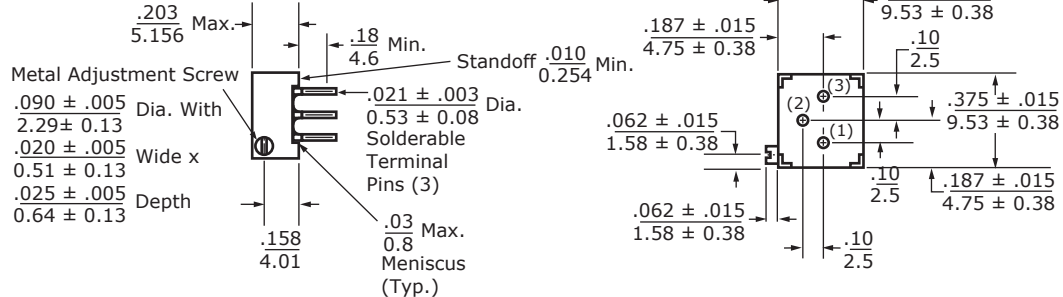 .203 Max.
5.156
.18 Min.
4.6
Standoff .010 Min.
0.254
Metal Adjustment Screw
.090 ± .005 Dia. With
2.29± 0.13
.020 ± .005 Wide x
0.51 ± 0.13
.025 ± .005 Depth
0.64 ± 0.13
.021 ± .003 Dia.
0.53 ± 0.08
Solderable
Terminal
Pins (3)
.158
4.01
.03 Max.
0.8
Meniscus
(Typ.)
9.53 ± 0.38
.187 ± .015
4.75 ± 0.38
.10
2.5
(3)
(2)
(1)
.375 ± .015
9.53 ± 0.38
.062 ± .015
1.58 ± 0.38
.10
2.5
.187 ± .015
4.75 ± 0.38
.062 ± .015
1.58 ± 0.38
.10
2.5